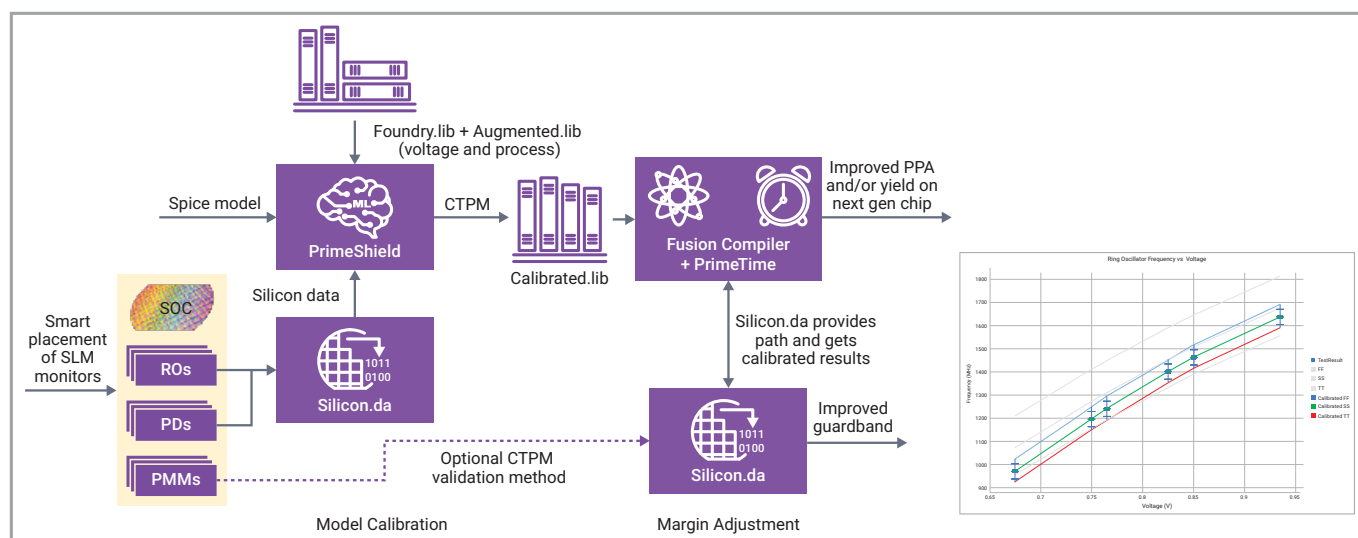 Foundry.lib + Augmented.lib
(voltage and process)
Spice model
ML
PrimeShield
CTPM
Calibrated.lib
Fusion Compiler
+ PrimeTime
Improved PPA
and/or yield on
next gen chip
Silicon data
Smart
placement
of SLM
monitors
SOC
ROs
PDs
PMMs
1011
0100
Silicon.da
Silicon.da provides
path and gets
calibrated results
1011
0100
Silicon.da
Improved
guardband
Optional CTPM
validation method
Model Calibration
Margin Adjustment
Ring Oscillator Frequency vs Voltage
Frequency (MHz)
1800
1700
1600
1500
1400
1300
1200
1100
1000
900
0.65
0.7
0.75
0.8
0.85
0.9
0.95
Voltage (V)
TestResult
FF
SS
TT
Calibrated FF
Calibrated SS
Calibrated TT